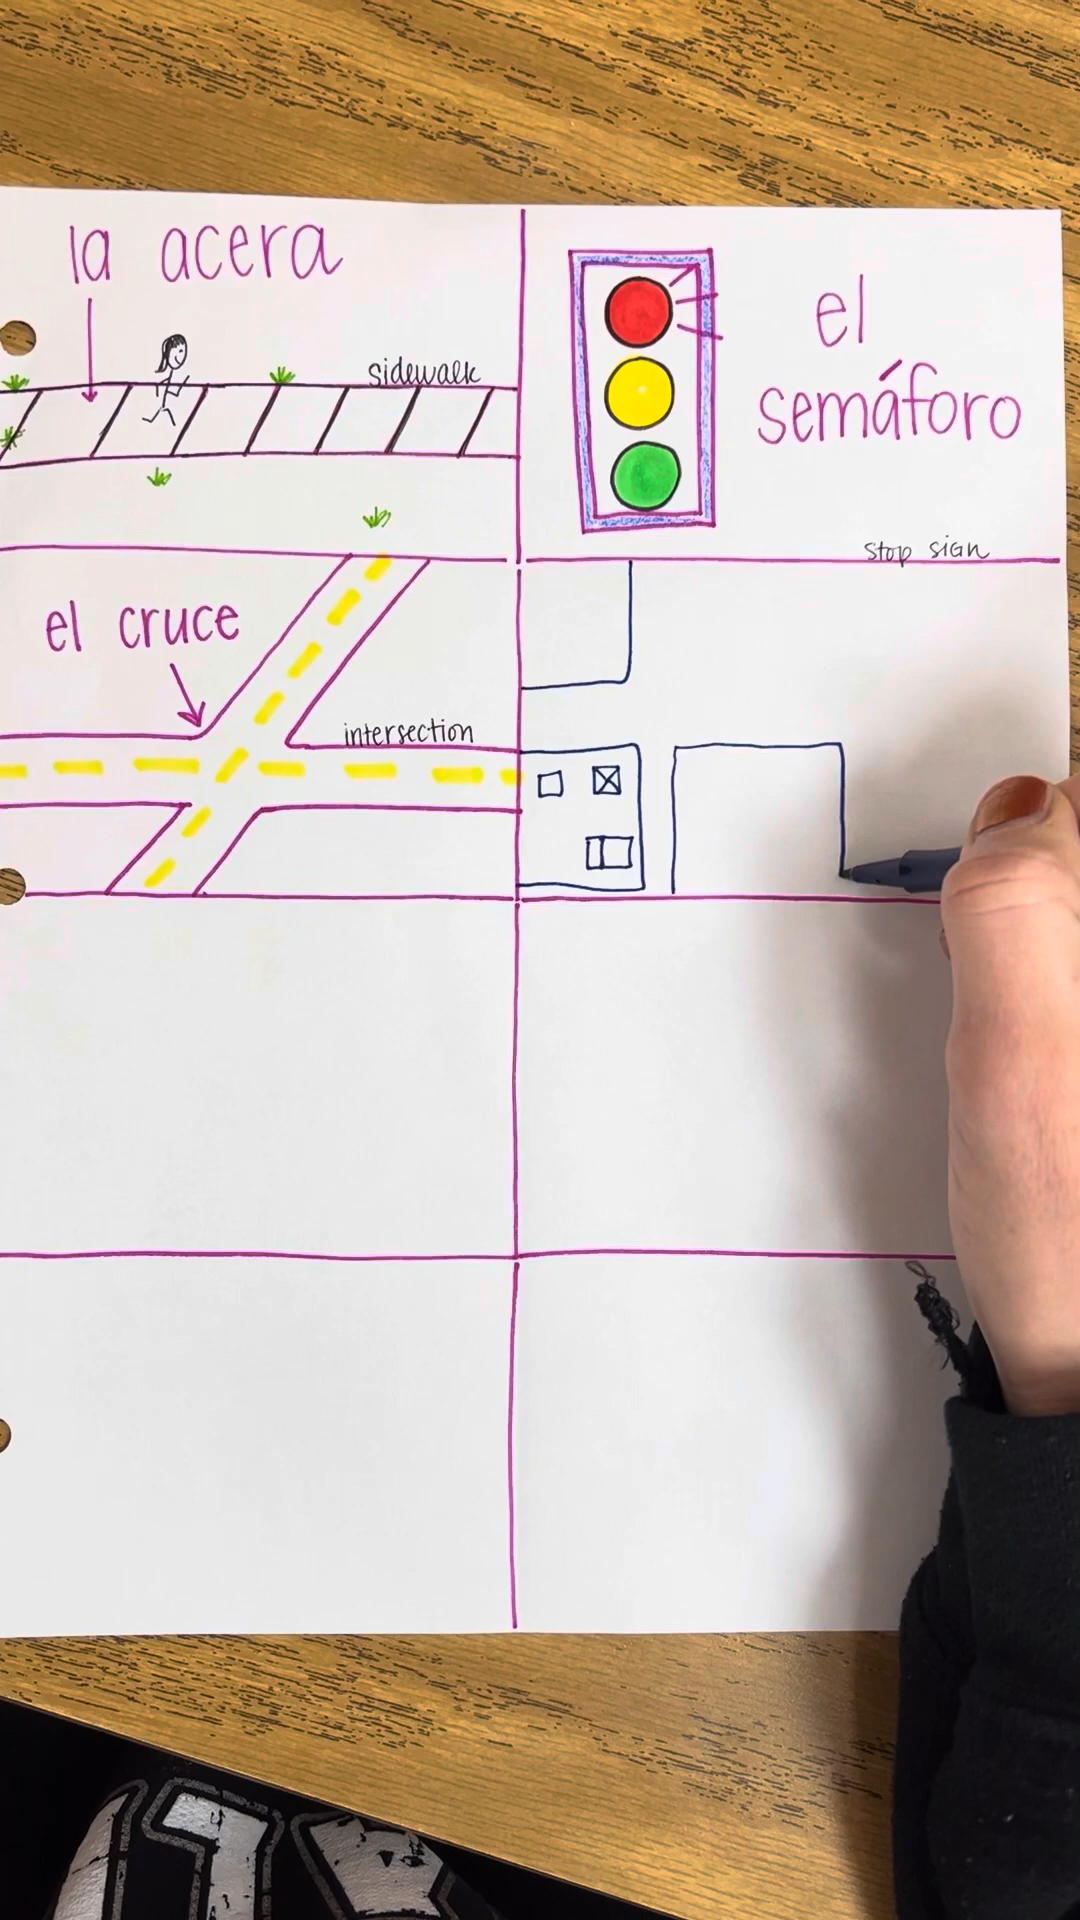 la acera
sidewalk
el
semáforo
stop sign
el cruce
intersection